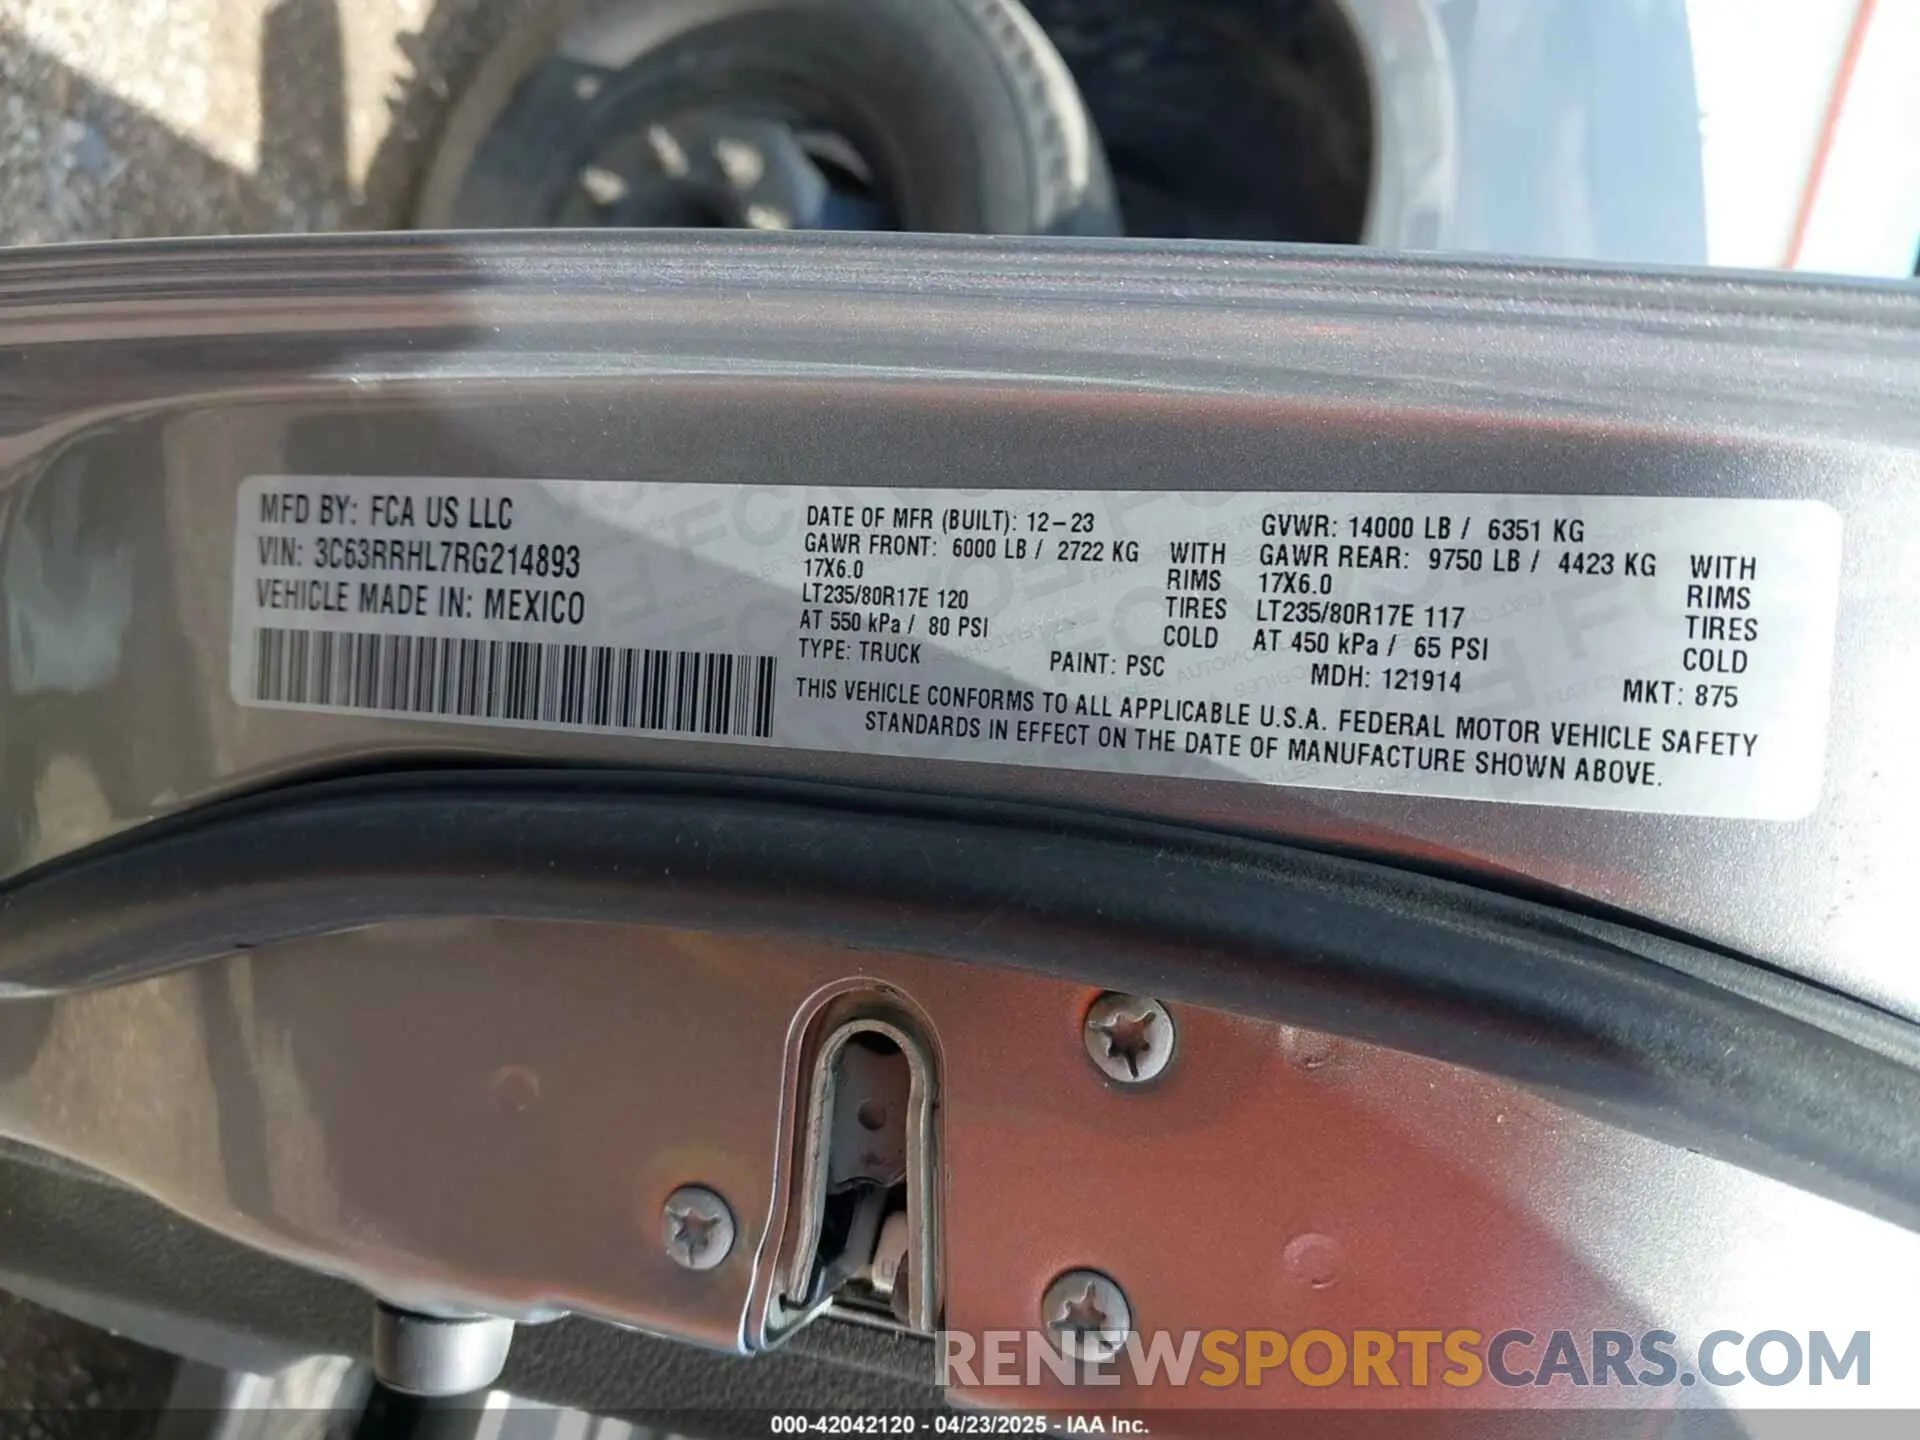 MFD BY: FCA US LLC
VIN: 3C63RRHL7RG214893
VEHICLE MADE IN: MEXICO
DATE OF MFR (BUILT): 12-23
GAWR FRONT: 6000 LB / 2722 KG WITH
17X6.0 RIMS
LT235/80R17E 120 TIRES
AT 550 kPa / 80 PSI COLD
GVWR: 14000 LB / 6351 KG
GAWR REAR: 9750 LB / 4423 KG WITH
17X6.0 RIMS
LT235/80R17E 117 TIRES
AT 450 kPa / 65 PSI COLD
TYPE: TRUCK PAINT: PSC MDH: 121914 MKT: 875
THIS VEHICLE CONFORMS TO ALL APPLICABLE U.S.A. FEDERAL MOTOR VEHICLE SAFETY
STANDARDS IN EFFECT ON THE DATE OF MANUFACTURE SHOWN ABOVE.
RENEWSPORTSCARS.COM
000-42042120 - 04/23/2025 - IAA Inc.